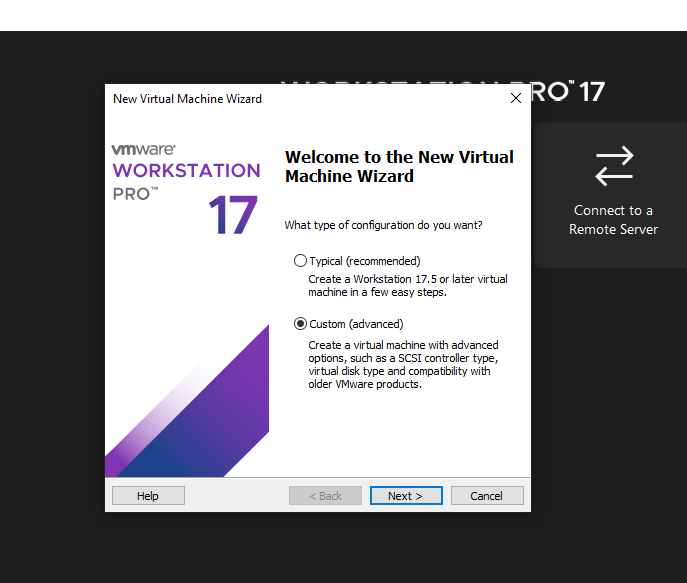 WORKSTATION PRO™ 17
New Virtual Machine Wizard
vmware®
WORKSTATION
PRO™
17
Welcome to the New Virtual
Machine Wizard
What type of configuration do you want?
Typical (recommended)
Create a Workstation 17.5 or later virtual
machine in a few easy steps.
Custom (advanced)
Create a virtual machine with advanced
options, such as a SCSI controller type,
virtual disk type and compatibility with
older VMware products.
Connect to a
Remote Server
Help
< Back
Next >
Cancel